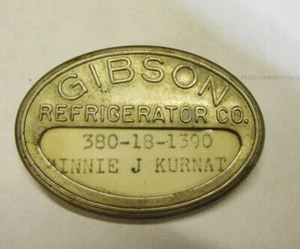 GIBSON
REFRIGERATOR CO.
380-18-1390
INNIE J KURNAT